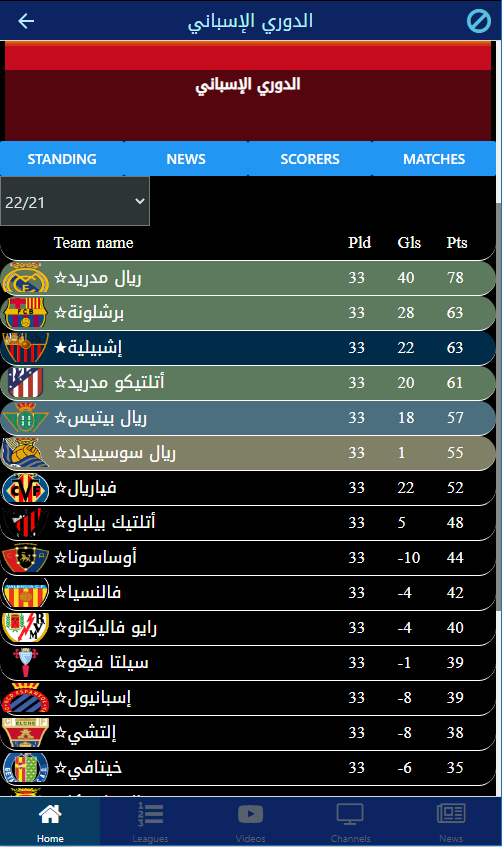 الدوري الإسباني
الدوري الإسباني
STANDING NEWS SCORERS MATCHES
22/21
Team name Pld Gls Pts
☆ريال مدريد 33 40 78
☆برشلونة 33 28 63
★إشبيلية 33 22 63
☆أتلتيكو مدريد 33 20 61
☆ريال بيتيس 33 18 57
☆ريال سوسييداد 33 1 55
☆فياريال 33 22 52
☆أتلتيك بيلباو 33 5 48
☆أوساسونا 33 -10 44
☆فالنسيا 33 -4 42
☆رايو فاليكانو 33 -4 40
☆سيلتا فيغو 33 -1 39
☆إسبانيول 33 -8 39
☆إلتشي 33 -8 38
☆خيتافي 33 -6 35
Home Leagues Videos Channels News